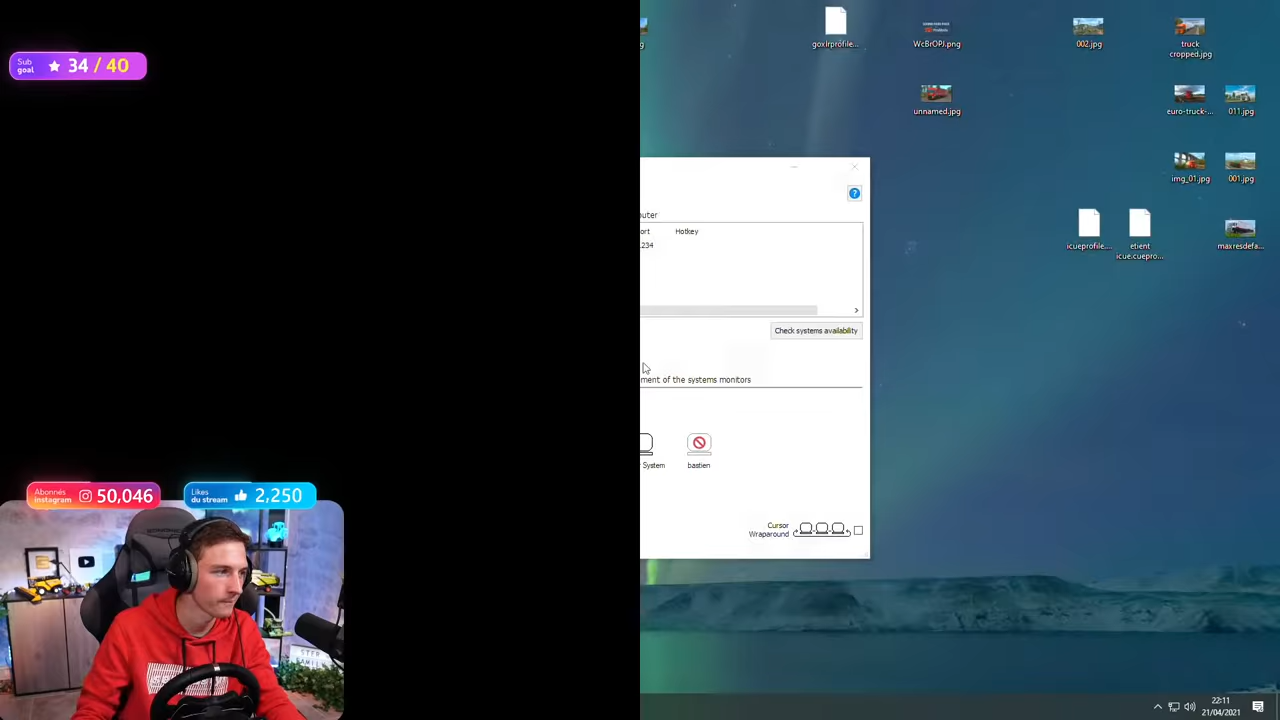 Sub
goal
34 / 40
g
goxlrprofile...
WcBrOPJ.png
002.jpg
truck
cropped.jpg
unnamed.jpg
euro-truck-...
011.jpg
img_01.jpg
001.jpg
icueprofile....
etient
icue.cuepro...
maxresdefa...
?
outer
ort
Hotkey
234
Check systems availability
ment of the systems monitors
System
bastien
Cursor
Wraparound
Abonnés
instagram
50,046
Likes
du stream
2,250
22:11
21/04/2021